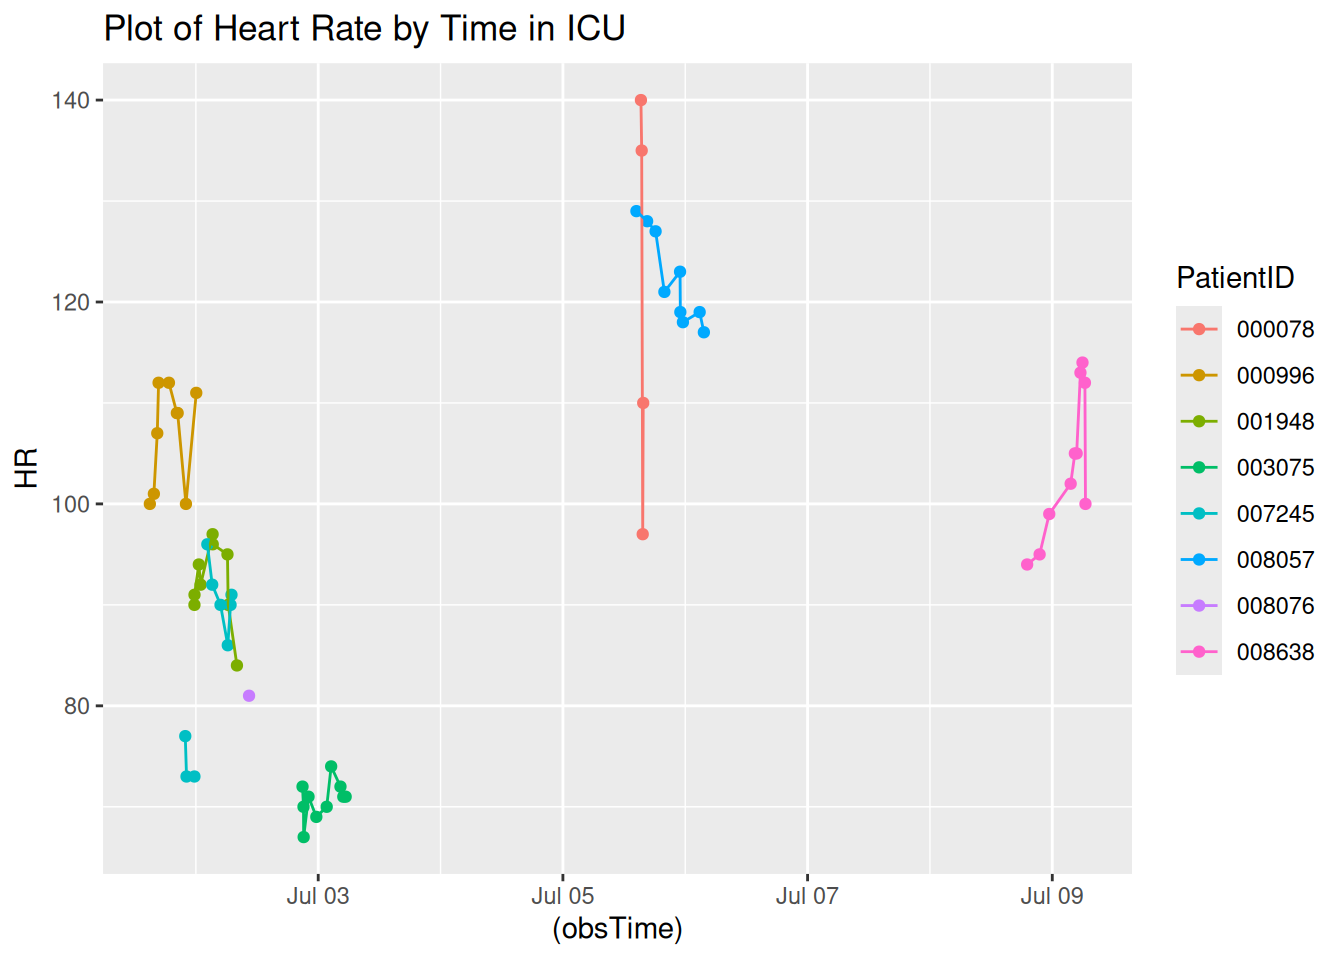 Plot of Heart Rate by Time in ICU
HR
140
120
100
80
Jul 03
Jul 05
Jul 07
Jul 09
(obsTime)
PatientID
000078
000996
001948
003075
007245
008057
008076
008638